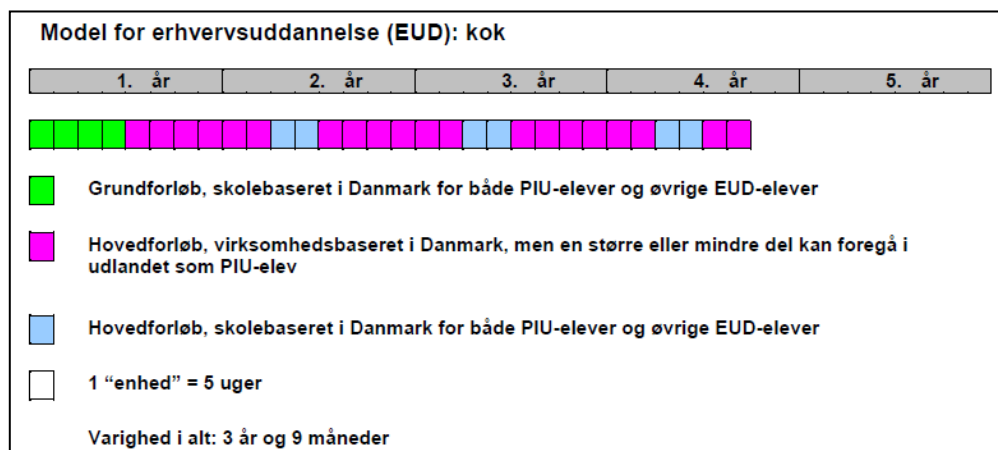 Model for erhvervsuddannelse (EUD): kok
1. år 2. år 3. år 4. år 5. år
Grundforløb, skolebaseret i Danmark for både PIU-elever og øvrige EUD-elever
Hovedforløb, virksomhedsbaseret i Danmark, men en større eller mindre del kan foregå i
udlandet som PIU-elev
Hovedforløb, skolebaseret i Danmark for både PIU-elever og øvrige EUD-elever
1 “enhed” = 5 uger
Varighed i alt: 3 år og 9 måneder